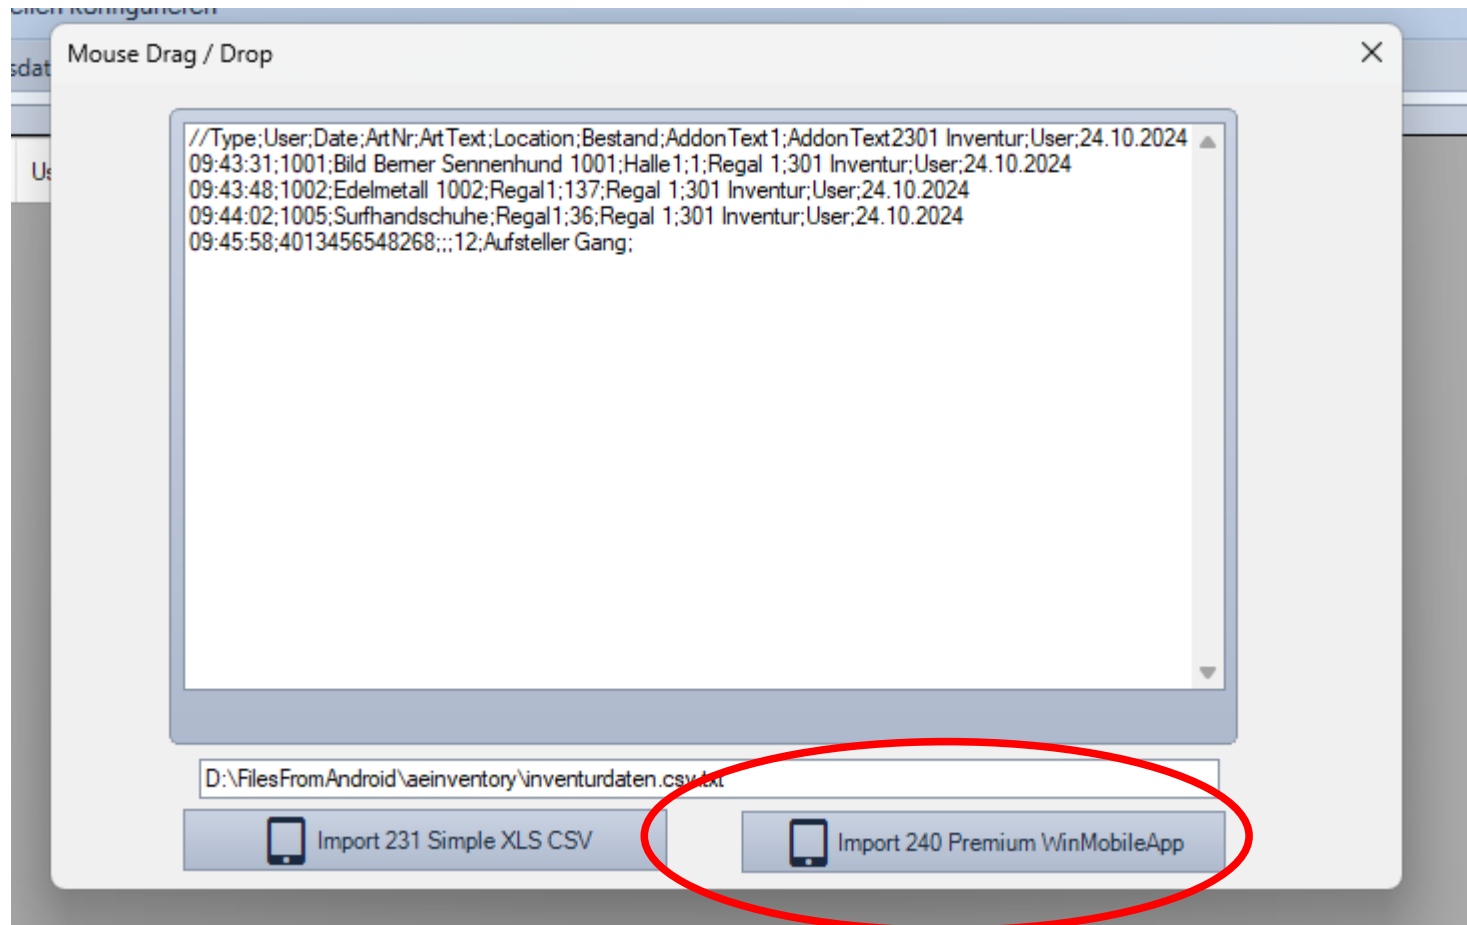 ellen konfigurieren
Mouse Drag / Drop
sdat
//Type;User;Date;ArtNr;ArtText;Location;Bestand;AddonText1;AddonText2301 Inventur;User;24.10.2024
09:43:31;1001;Bild Berner Sennenhund 1001;Halle1;1;Regal 1;301 Inventur;User;24.10.2024
09:43:48;1002;Edelmetall 1002;Regal1;137;Regal 1;301 Inventur;User;24.10.2024
09:44:02;1005;Surfhandschuhe;Regal1;36;Regal 1;301 Inventur;User;24.10.2024
09:45:58;4013456548268;;;12;Aufsteller Gang;
Us
D:\FilesFromAndroid\aeinventory\inventurdaten.csv.txt
Import 231 Simple XLS CSV
Import 240 Premium WinMobileApp